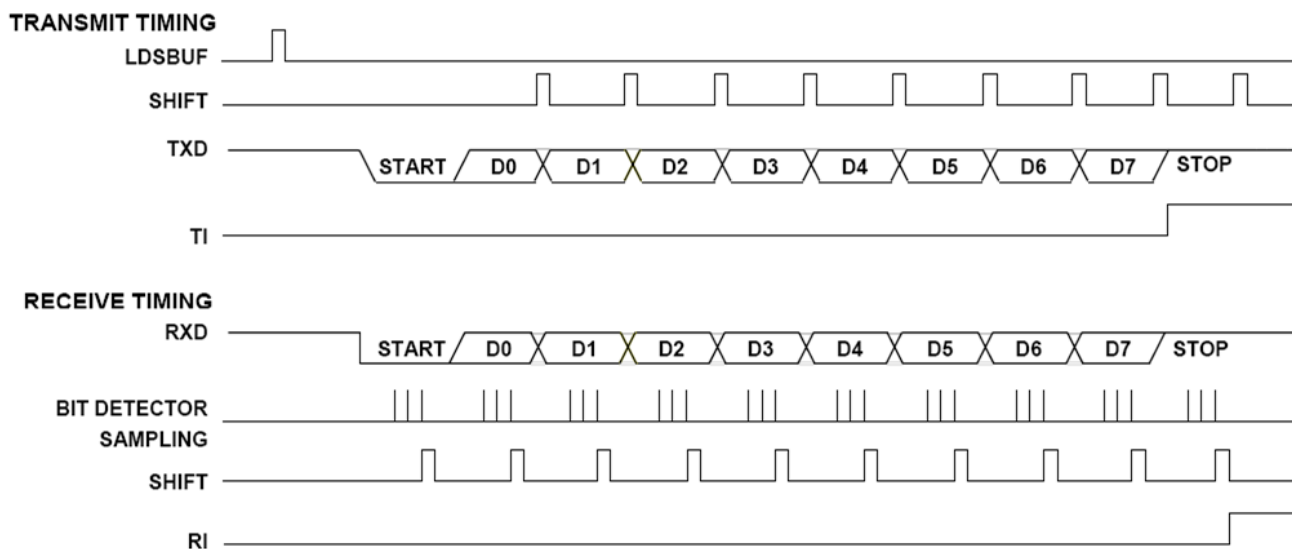 TRANSMIT TIMING
LDSBUF
SHIFT
TXD START D0 D1 D2 D3 D4 D5 D6 D7 STOP
TI
RECEIVE TIMING
RXD START D0 D1 D2 D3 D4 D5 D6 D7 STOP
BIT DETECTOR
SAMPLING
SHIFT
RI